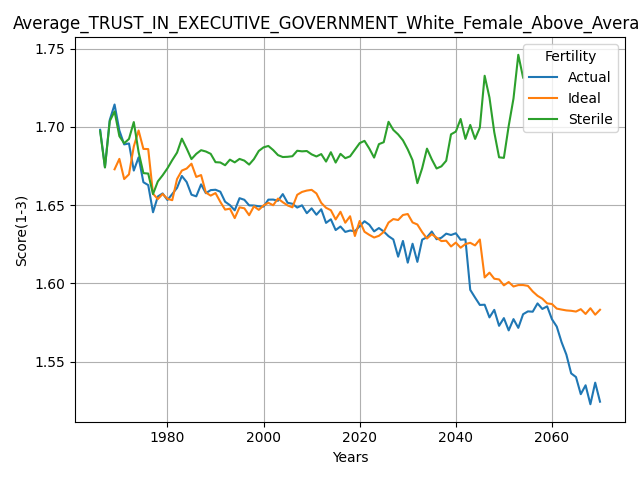 Average_TRUST_IN_EXECUTIVE_GOVERNMENT_White_Female_Above_Avera
Fertility
Actual
Ideal
Sterile
Score(1-3)
1.75
1.70
1.65
1.60
1.55
1980 2000 2020 2040 2060
Years